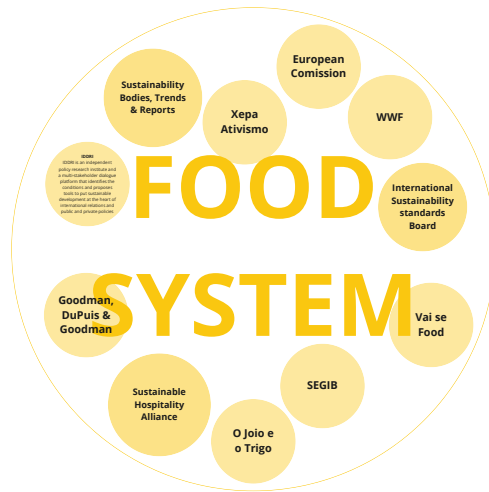 European
Comission
Sustainability
Bodies, Trends
& Reports
Xepa
Ativismo
WWF
IDDRI
IDDRI is an independent
policy research institute and
a multi-stakeholder dialogue
platform that identifies the
conditions and proposes
tools to put sustainable
development at the heart of
international relations and
public and private policies
FOOD
International
Sustainability
standards
Board
SYSTEM
Goodman,
DuPuis &
Goodman
Vai se
Food
SEGIB
Sustainable
Hospitality
Alliance
O Joio e
o Trigo